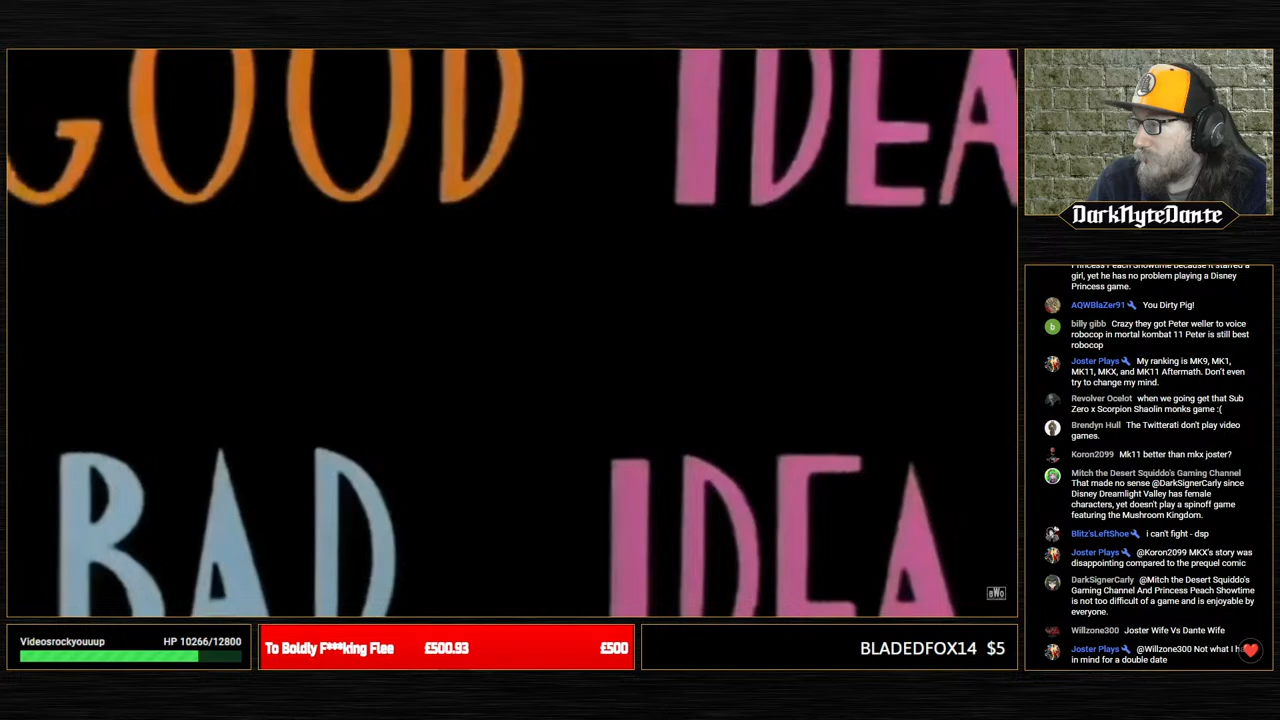 GOOD IDEA
BAD IDEA
BWO
DarkNyteDante
Princess Peach Showtime because it starred a
girl, yet he has no problem playing a Disney
Princess game.
AQWBlaZer91 You Dirty Pig!
billy gibb Crazy they got Peter weller to voice
robocop in mortal kombat 11 Peter is still best
robocop
Joster Plays My ranking is MK9, MK1,
MK11, MKX, and MK11 Aftermath. Don't even
try to change my mind.
Revolver Ocelot when we going get that Sub
Zero x Scorpion Shaolin monks game :(
Brendyn Hull The Twitterati don't play video
games.
Koron2099 Mk11 better than mkx joster?
Mitch the Desert Squiddo's Gaming Channel
That made no sense @DarkSignerCarly since
Disney Dreamlight Valley has female
characters, yet doesn't play a spinoff game
featuring the Mushroom Kingdom.
Blitz'sLeftShoe i can't fight - dsp
Joster Plays @Koron2099 MKX's story was
disappointing compared to the prequel comic
DarkSignerCarly @Mitch the Desert Squiddo's
Gaming Channel And Princess Peach Showtime
is not too difficult of a game and is enjoyable by
everyone.
Willzone300 Joster Wife Vs Dante Wife
Joster Plays @Willzone300 Not what I
in mind for a double date
Videosrockyouuup HP 10266/12800
To Boldly F***king Flee £500.93 £500
BLADEDFOX14 $5